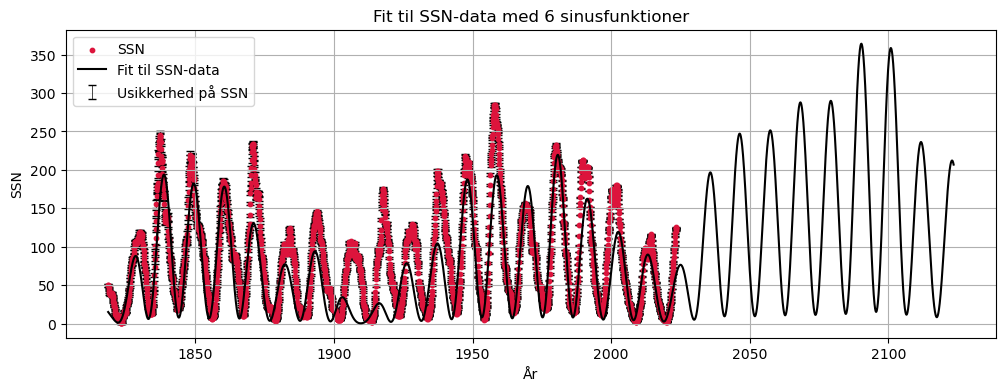 Fit til SSN-data med 6 sinusfunktioner
SSN
Fit til SSN-data
Usikkerhed på SSN
SSN
350
300
250
200
150
100
50
0
1850
1900
1950
2000
2050
2100
År